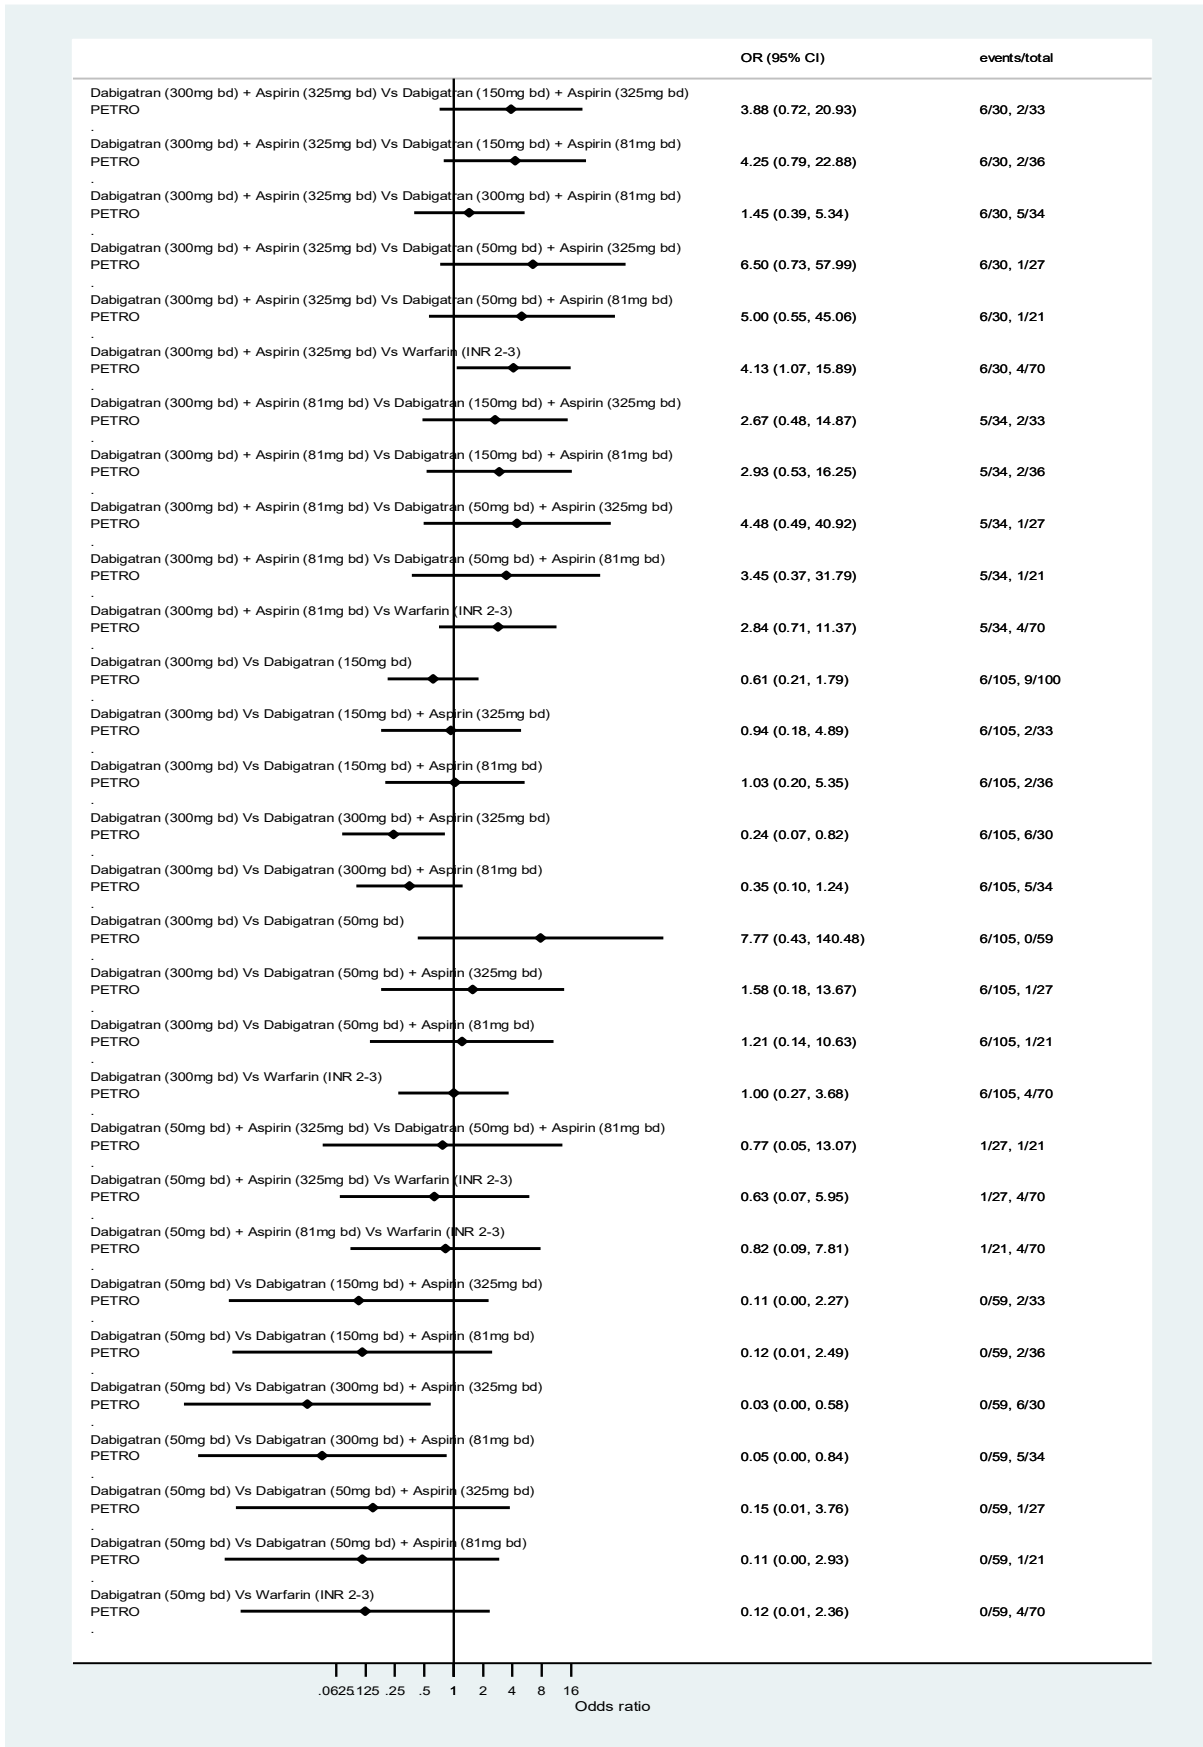 OR (95% CI) events/total
Dabigatran (300mg bd) + Aspirin (325mg bd) Vs Dabigatran (150mg bd) + Aspirin (325mg bd)
PETRO 3.88 (0.72, 20.93) 6/30, 2/33
.
Dabigatran (300mg bd) + Aspirin (325mg bd) Vs Dabigatran (150mg bd) + Aspirin (81mg bd)
PETRO 4.25 (0.79, 22.88) 6/30, 2/36
.
Dabigatran (300mg bd) + Aspirin (325mg bd) Vs Dabigatran (300mg bd) + Aspirin (81mg bd)
PETRO 1.45 (0.39, 5.34) 6/30, 5/34
.
Dabigatran (300mg bd) + Aspirin (325mg bd) Vs Dabigatran (50mg bd) + Aspirin (325mg bd)
PETRO 6.50 (0.73, 57.99) 6/30, 1/27
.
Dabigatran (300mg bd) + Aspirin (325mg bd) Vs Dabigatran (50mg bd) + Aspirin (81mg bd)
PETRO 5.00 (0.55, 45.06) 6/30, 1/21
.
Dabigatran (300mg bd) + Aspirin (325mg bd) Vs Warfarin (INR 2-3)
PETRO 4.13 (1.07, 15.89) 6/30, 4/70
.
Dabigatran (300mg bd) + Aspirin (81mg bd) Vs Dabigatran (150mg bd) + Aspirin (325mg bd)
PETRO 2.67 (0.48, 14.87) 5/34, 2/33
.
Dabigatran (300mg bd) + Aspirin (81mg bd) Vs Dabigatran (150mg bd) + Aspirin (81mg bd)
PETRO 2.93 (0.53, 16.25) 5/34, 2/36
.
Dabigatran (300mg bd) + Aspirin (81mg bd) Vs Dabigatran (50mg bd) + Aspirin (325mg bd)
PETRO 4.48 (0.49, 40.92) 5/34, 1/27
.
Dabigatran (300mg bd) + Aspirin (81mg bd) Vs Dabigatran (50mg bd) + Aspirin (81mg bd)
PETRO 3.45 (0.37, 31.79) 5/34, 1/21
.
Dabigatran (300mg bd) + Aspirin (81mg bd) Vs Warfarin (INR 2-3)
PETRO 2.84 (0.71, 11.37) 5/34, 4/70
.
Dabigatran (300mg bd) Vs Dabigatran (150mg bd)
PETRO 0.61 (0.21, 1.79) 6/105, 9/100
.
Dabigatran (300mg bd) Vs Dabigatran (150mg bd) + Aspirin (325mg bd)
PETRO 0.94 (0.18, 4.89) 6/105, 2/33
.
Dabigatran (300mg bd) Vs Dabigatran (150mg bd) + Aspirin (81mg bd)
PETRO 1.03 (0.20, 5.35) 6/105, 2/36
.
Dabigatran (300mg bd) Vs Dabigatran (300mg bd) + Aspirin (325mg bd)
PETRO 0.24 (0.07, 0.82) 6/105, 6/30
.
Dabigatran (300mg bd) Vs Dabigatran (300mg bd) + Aspirin (81mg bd)
PETRO 0.35 (0.10, 1.24) 6/105, 5/34
.
Dabigatran (300mg bd) Vs Dabigatran (50mg bd)
PETRO 7.77 (0.43, 140.48) 6/105, 0/59
.
Dabigatran (300mg bd) Vs Dabigatran (50mg bd) + Aspirin (325mg bd)
PETRO 1.58 (0.18, 13.67) 6/105, 1/27
.
Dabigatran (300mg bd) Vs Dabigatran (50mg bd) + Aspirin (81mg bd)
PETRO 1.21 (0.14, 10.63) 6/105, 1/21
.
Dabigatran (300mg bd) Vs Warfarin (INR 2-3)
PETRO 1.00 (0.27, 3.68) 6/105, 4/70
.
Dabigatran (50mg bd) + Aspirin (325mg bd) Vs Dabigatran (50mg bd) + Aspirin (81mg bd)
PETRO 0.77 (0.05, 13.07) 1/27, 1/21
.
Dabigatran (50mg bd) + Aspirin (325mg bd) Vs Warfarin (INR 2-3)
PETRO 0.63 (0.07, 5.95) 1/27, 4/70
.
Dabigatran (50mg bd) + Aspirin (81mg bd) Vs Warfarin (INR 2-3)
PETRO 0.82 (0.09, 7.81) 1/21, 4/70
.
Dabigatran (50mg bd) Vs Dabigatran (150mg bd) + Aspirin (325mg bd)
PETRO 0.11 (0.00, 2.27) 0/59, 2/33
.
Dabigatran (50mg bd) Vs Dabigatran (150mg bd) + Aspirin (81mg bd)
PETRO 0.12 (0.01, 2.49) 0/59, 2/36
.
Dabigatran (50mg bd) Vs Dabigatran (300mg bd) + Aspirin (325mg bd)
PETRO 0.03 (0.00, 0.58) 0/59, 6/30
.
Dabigatran (50mg bd) Vs Dabigatran (300mg bd) + Aspirin (81mg bd)
PETRO 0.05 (0.00, 0.84) 0/59, 5/34
.
Dabigatran (50mg bd) Vs Dabigatran (50mg bd) + Aspirin (325mg bd)
PETRO 0.15 (0.01, 3.76) 0/59, 1/27
.
Dabigatran (50mg bd) Vs Dabigatran (50mg bd) + Aspirin (81mg bd)
PETRO 0.11 (0.00, 2.93) 0/59, 1/21
.
Dabigatran (50mg bd) Vs Warfarin (INR 2-3)
PETRO 0.12 (0.01, 2.36) 0/59, 4/70
.
.0625 .125 .25 .5 1 2 4 8 16
Odds ratio